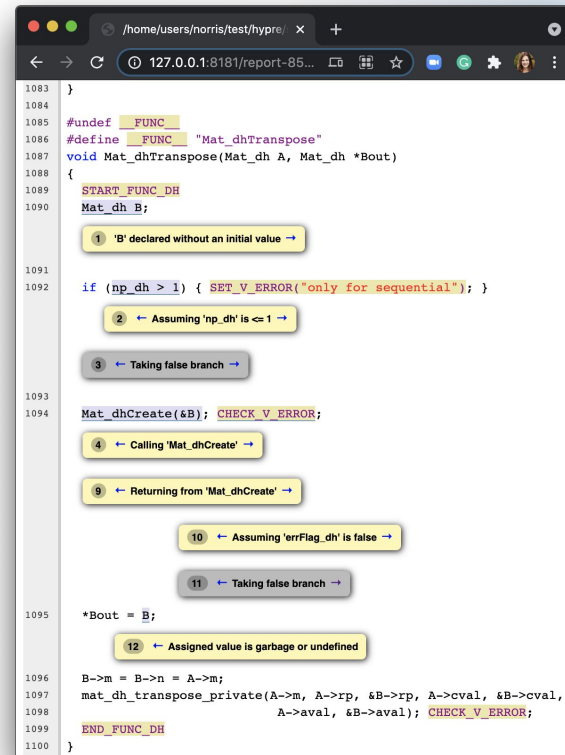 /home/users/norris/test/hypre/
127.0.0.1:8181/report-85...
1083 }
1084
1085 #undef __FUNC__
1086 #define __FUNC__ "Mat_dhTranspose"
1087 void Mat_dhTranspose(Mat_dh A, Mat_dh *Bout)
1088 {
1089 START_FUNC_DH
1090 Mat_dh B;
1 'B' declared without an initial value →
1091
1092 if (np_dh > 1) { SET_V_ERROR("only for sequential"); }
2 ← Assuming 'np_dh' is <= 1 →
3 ← Taking false branch →
1093
1094 Mat_dhCreate(&B); CHECK_V_ERROR;
4 ← Calling 'Mat_dhCreate' →
9 ← Returning from 'Mat_dhCreate' →
10 ← Assuming 'errFlag_dh' is false →
11 ← Taking false branch →
1095 *Bout = B;
12 ← Assigned value is garbage or undefined
1096 B->m = B->n = A->m;
1097 mat_dh_transpose_private(A->m, A->rp, &B->rp, A->cval, &B->cval,
1098 A->aval, &B->aval); CHECK_V_ERROR;
1099 END_FUNC_DH
1100 }